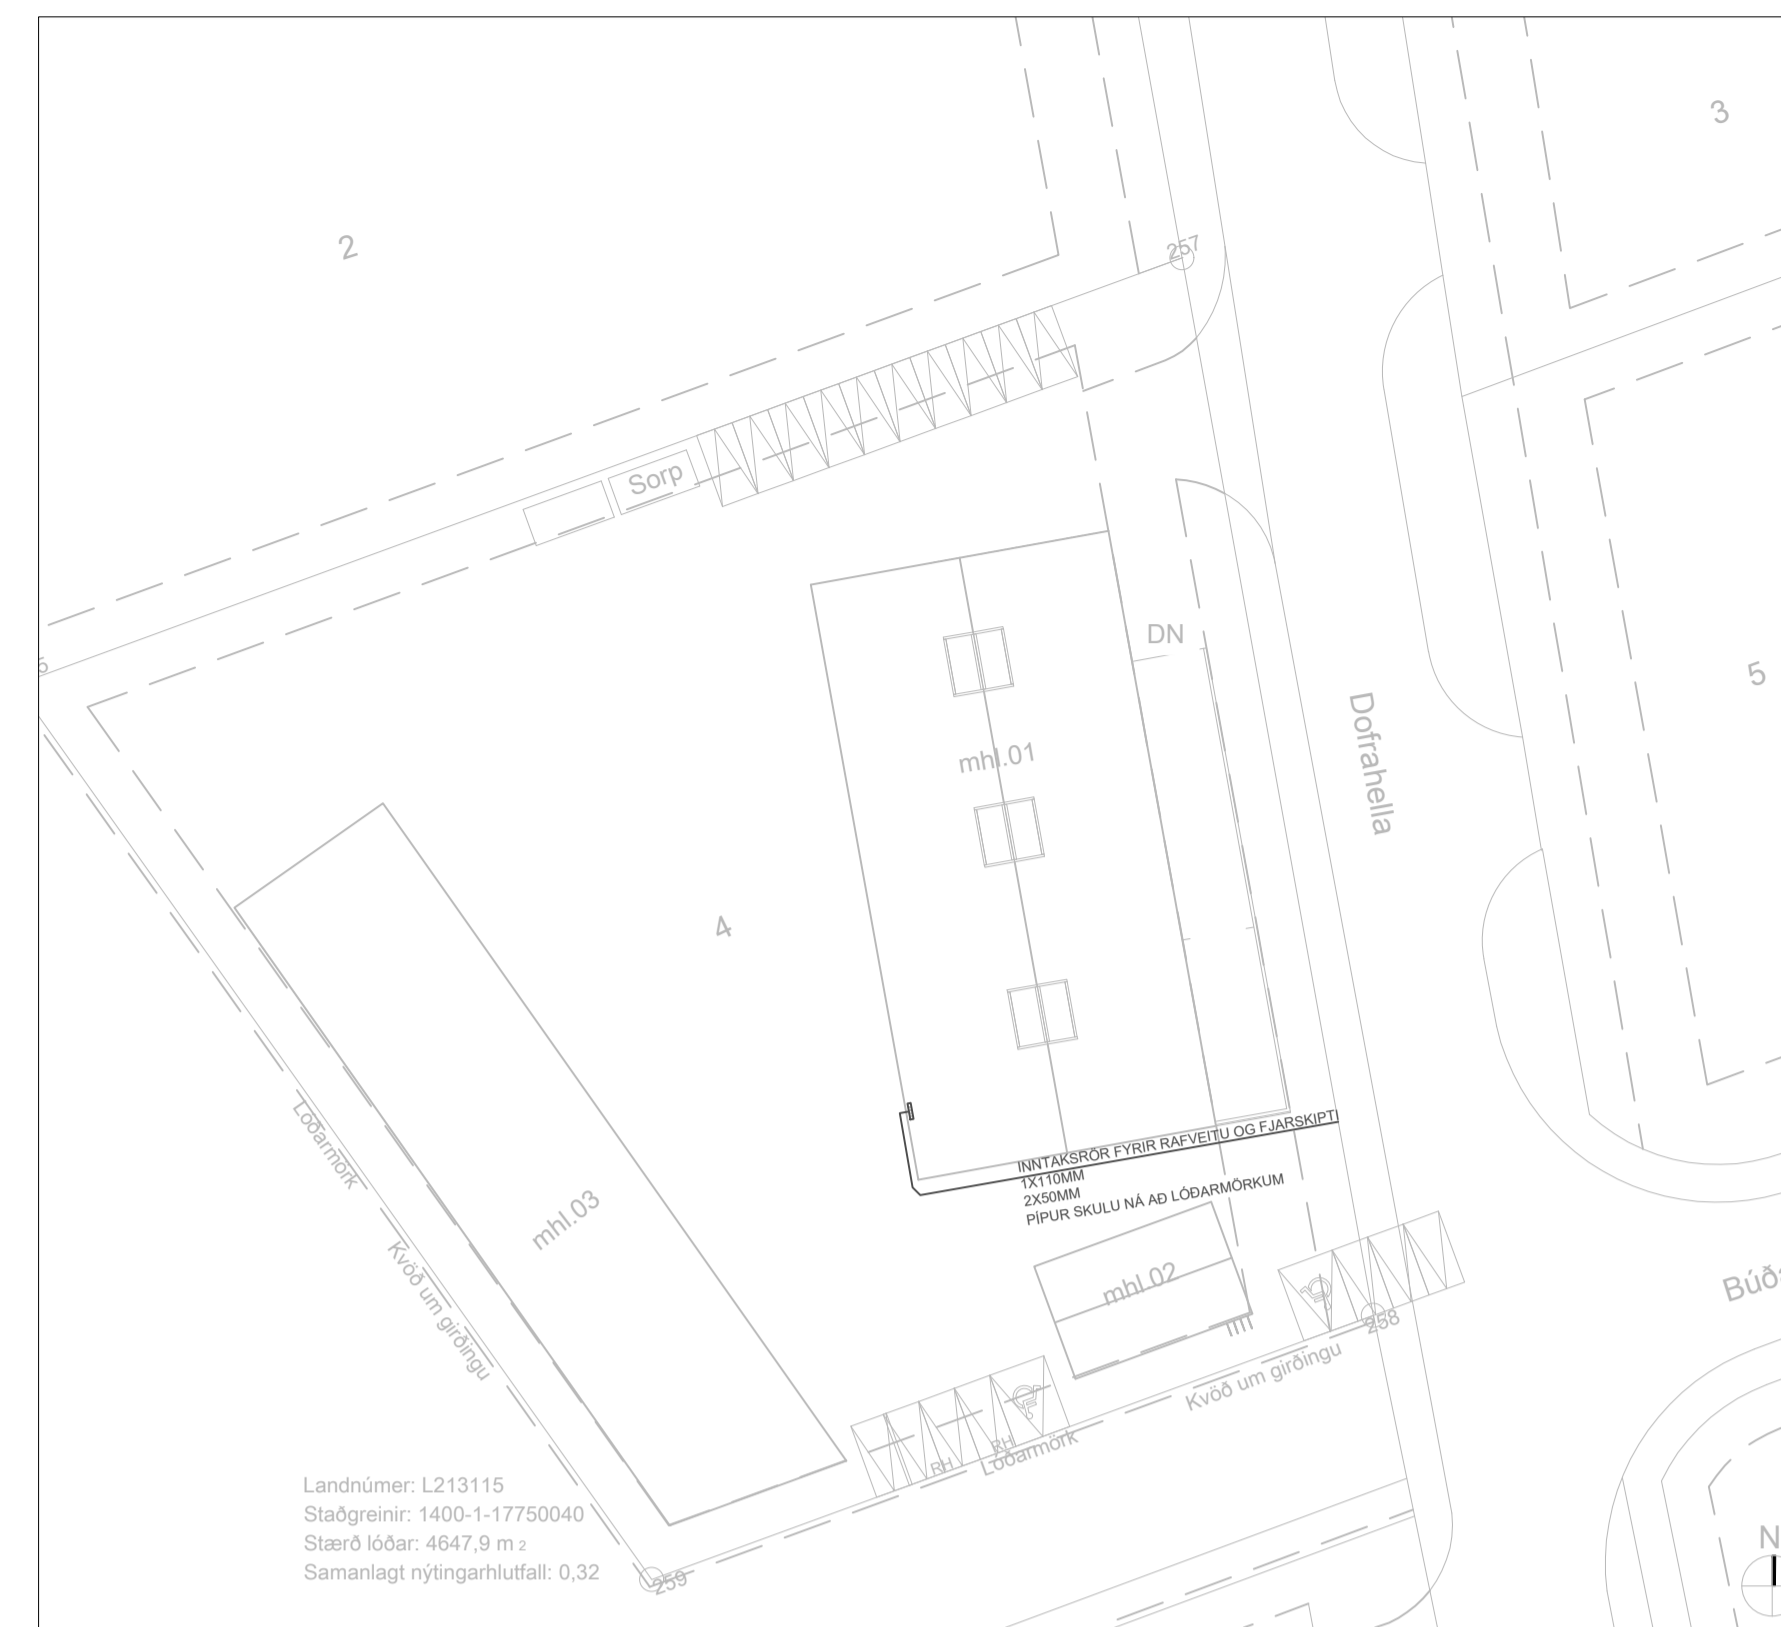 3
2
257
Sorp
DN
5
5
mhl.01
Dofrahella
4
INNTAKSRÖR FYRIR RAFVEITU OG FJARSKIPTI
1X110MM
2X50MM
PÍPUR SKULU NÁ AÐ LÓÐARMÖRKUM
Lóðarmörk
mhl.03
Kvöð um girðingu
mhl.02
258
Kvöð um girðingu
RH
RH
Lóðarmörk
Landnúmer: L213115
Staðgreinir: 1400-1-17750040
Stærð lóðar: 4647,9 m 2
Samanlagt nýtingarhlutfall: 0,32
259
N